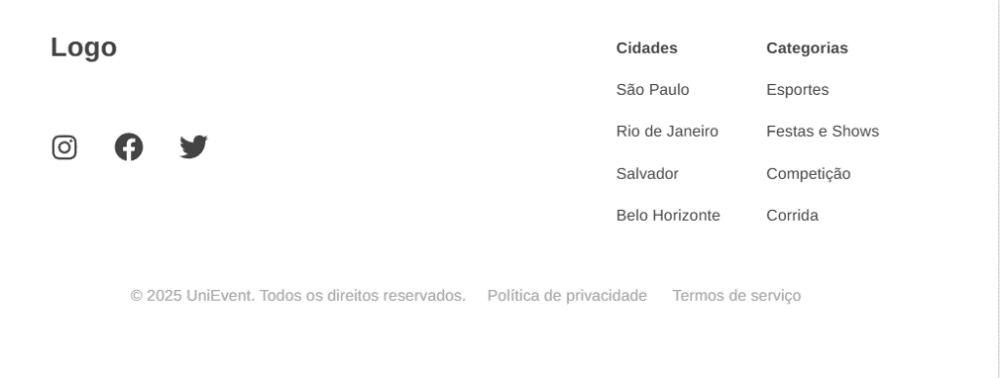 Logo
Cidades
São Paulo
Rio de Janeiro
Salvador
Belo Horizonte
Categorias
Esportes
Festas e Shows
Competição
Corrida
© 2025 UniEvent. Todos os direitos reservados. Política de privacidade Termos de serviço